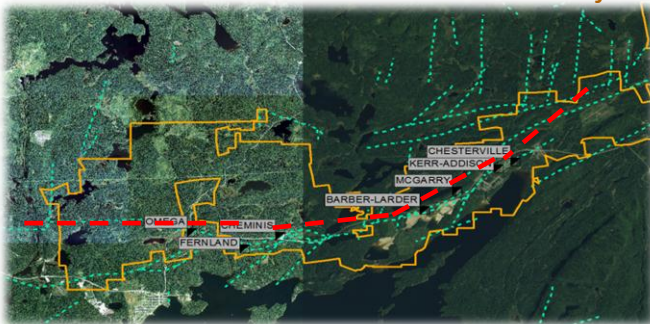 CHESTERVILLE
KERR-ADDISON
MCGARRY
BARBER-LARDER
OMEGA
CHEMINIS
FERNLAND